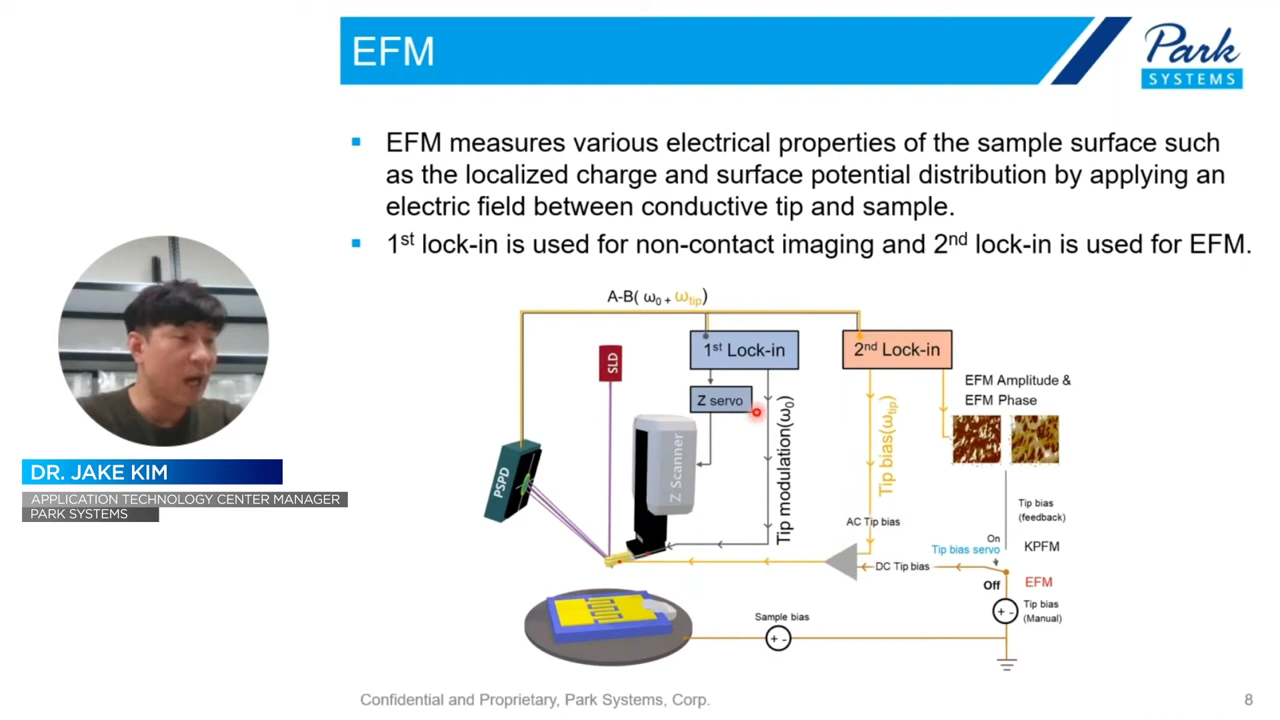 EFM
Park
SYSTEMS
▪ EFM measures various electrical properties of the sample surface such
as the localized charge and surface potential distribution by applying an
electric field between conductive tip and sample.
▪ 1st lock-in is used for non-contact imaging and 2nd lock-in is used for EFM.
A-B( ω0 + ωtip)
1st Lock-in
2nd Lock-in
SLD
Z servo
EFM Amplitude &
EFM Phase
Z Scanner
Tip modulation(ω0)
Tip bias(ωtip)
PSPD
DR. JAKE KIM
APPLICATION TECHNOLOGY CENTER MANAGER
PARK SYSTEMS
Tip bias
(feedback)
AC Tip bias
On
Tip bias servo
KPFM
DC Tip bias
Off
EFM
Tip bias
(Manual)
+ -
Sample bias
+ -
Confidential and Proprietary, Park Systems, Corp.
8